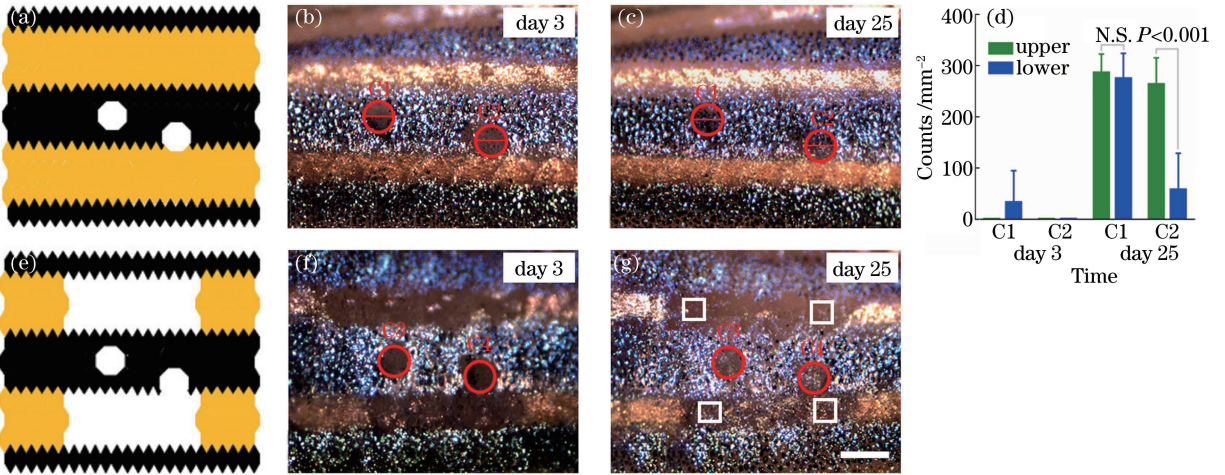 (a)
(b)
day 3
C1
C2
(c)
day 25
C1
C2
(d)
400
300
200
100
0
Counts /mm⁻²
N.S. P<0.001
upper
lower
C1 C2 C1 C2
day 3 day 25
Time
(e)
(f)
day 3
C3
C4
(g)
day 25
C3
C4